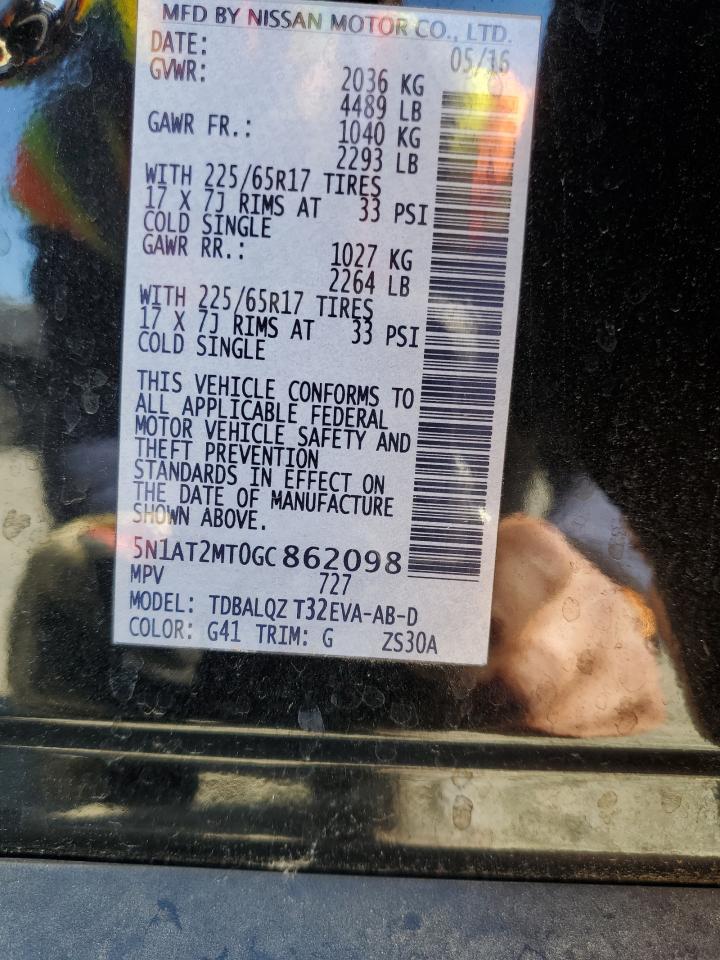 MFD BY NISSAN MOTOR CO., LTD.
DATE: 05/16
GVWR: 2036 KG
4489 LB
GAWR FR.: 1040 KG
2293 LB
WITH 225/65R17 TIRES
17 X 7J RIMS AT 33 PSI
COLD SINGLE
GAWR RR.: 1027 KG
2264 LB
WITH 225/65R17 TIRES
17 X 7J RIMS AT 33 PSI
COLD SINGLE
THIS VEHICLE CONFORMS TO
ALL APPLICABLE FEDERAL
MOTOR VEHICLE SAFETY AND
THEFT PREVENTION
STANDARDS IN EFFECT ON
THE DATE OF MANUFACTURE
SHOWN ABOVE.
5N1AT2MT0GC862098
MPV 727
MODEL: TDBALQZ T32EVA-AB-D
COLOR: G41 TRIM: G ZS30A